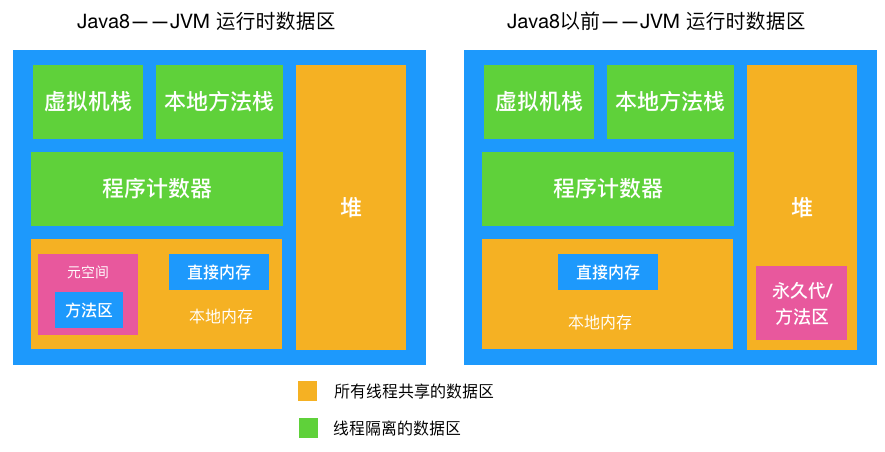 Java8——JVM 运行时数据区
虚拟机栈
本地方法栈
程序计数器
堆
元空间
方法区
直接内存
本地内存
Java8以前——JVM 运行时数据区
虚拟机栈
本地方法栈
程序计数器
堆
直接内存
本地内存
永久代/
方法区
所有线程共享的数据区
线程隔离的数据区